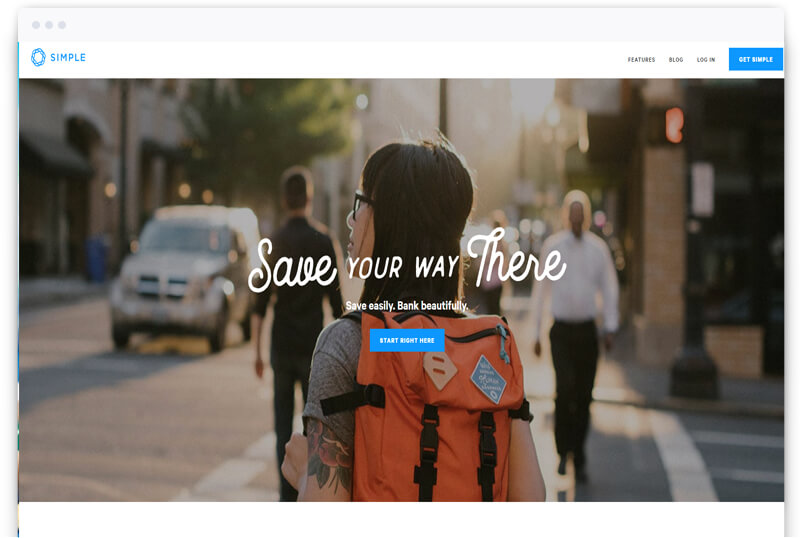 SIMPLE
FEATURES BLOG LOG IN GET SIMPLE
Save YOUR WAY There
Save easily. Bank beautifully.
START RIGHT HERE